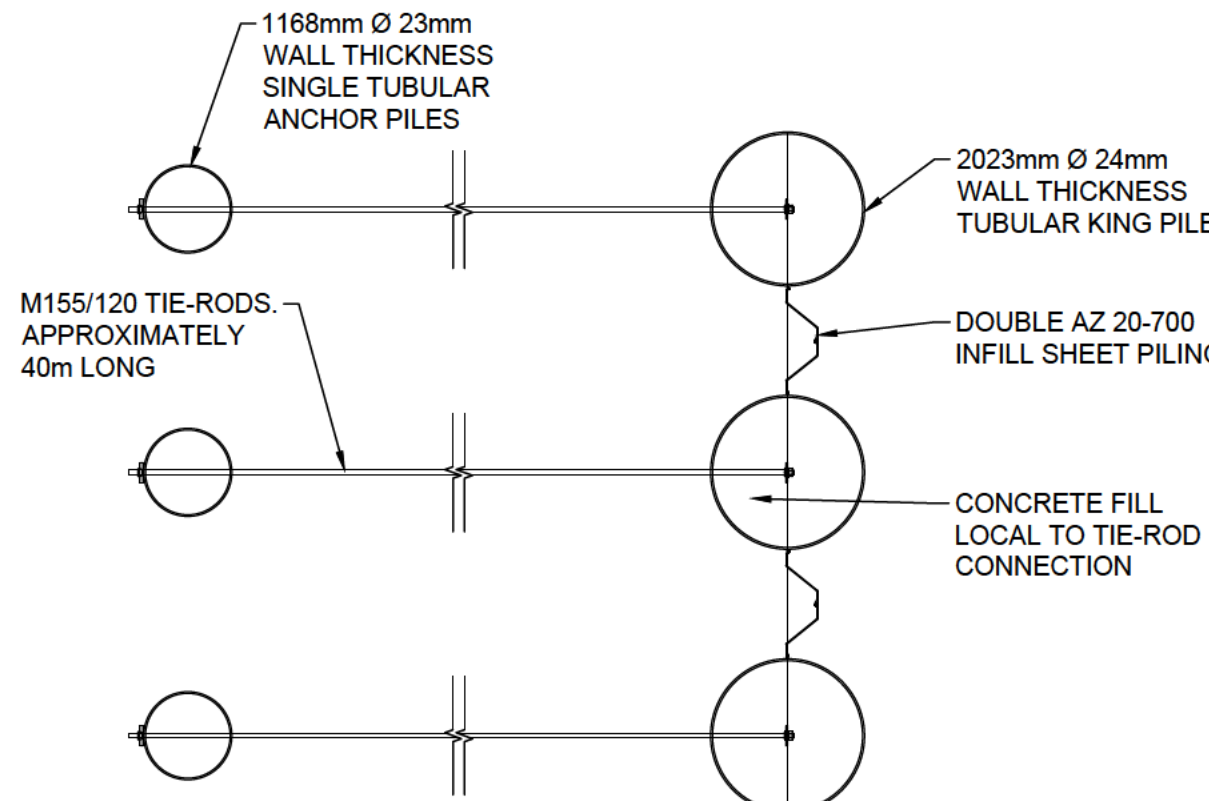 1168mm Ø 23mm
WALL THICKNESS
SINGLE TUBULAR
ANCHOR PILES
2023mm Ø 24mm
WALL THICKNESS
TUBULAR KING PILE
M155/120 TIE-RODS.
APPROXIMATELY
40m LONG
DOUBLE AZ 20-700
INFILL SHEET PILING
CONCRETE FILL
LOCAL TO TIE-ROD
CONNECTION